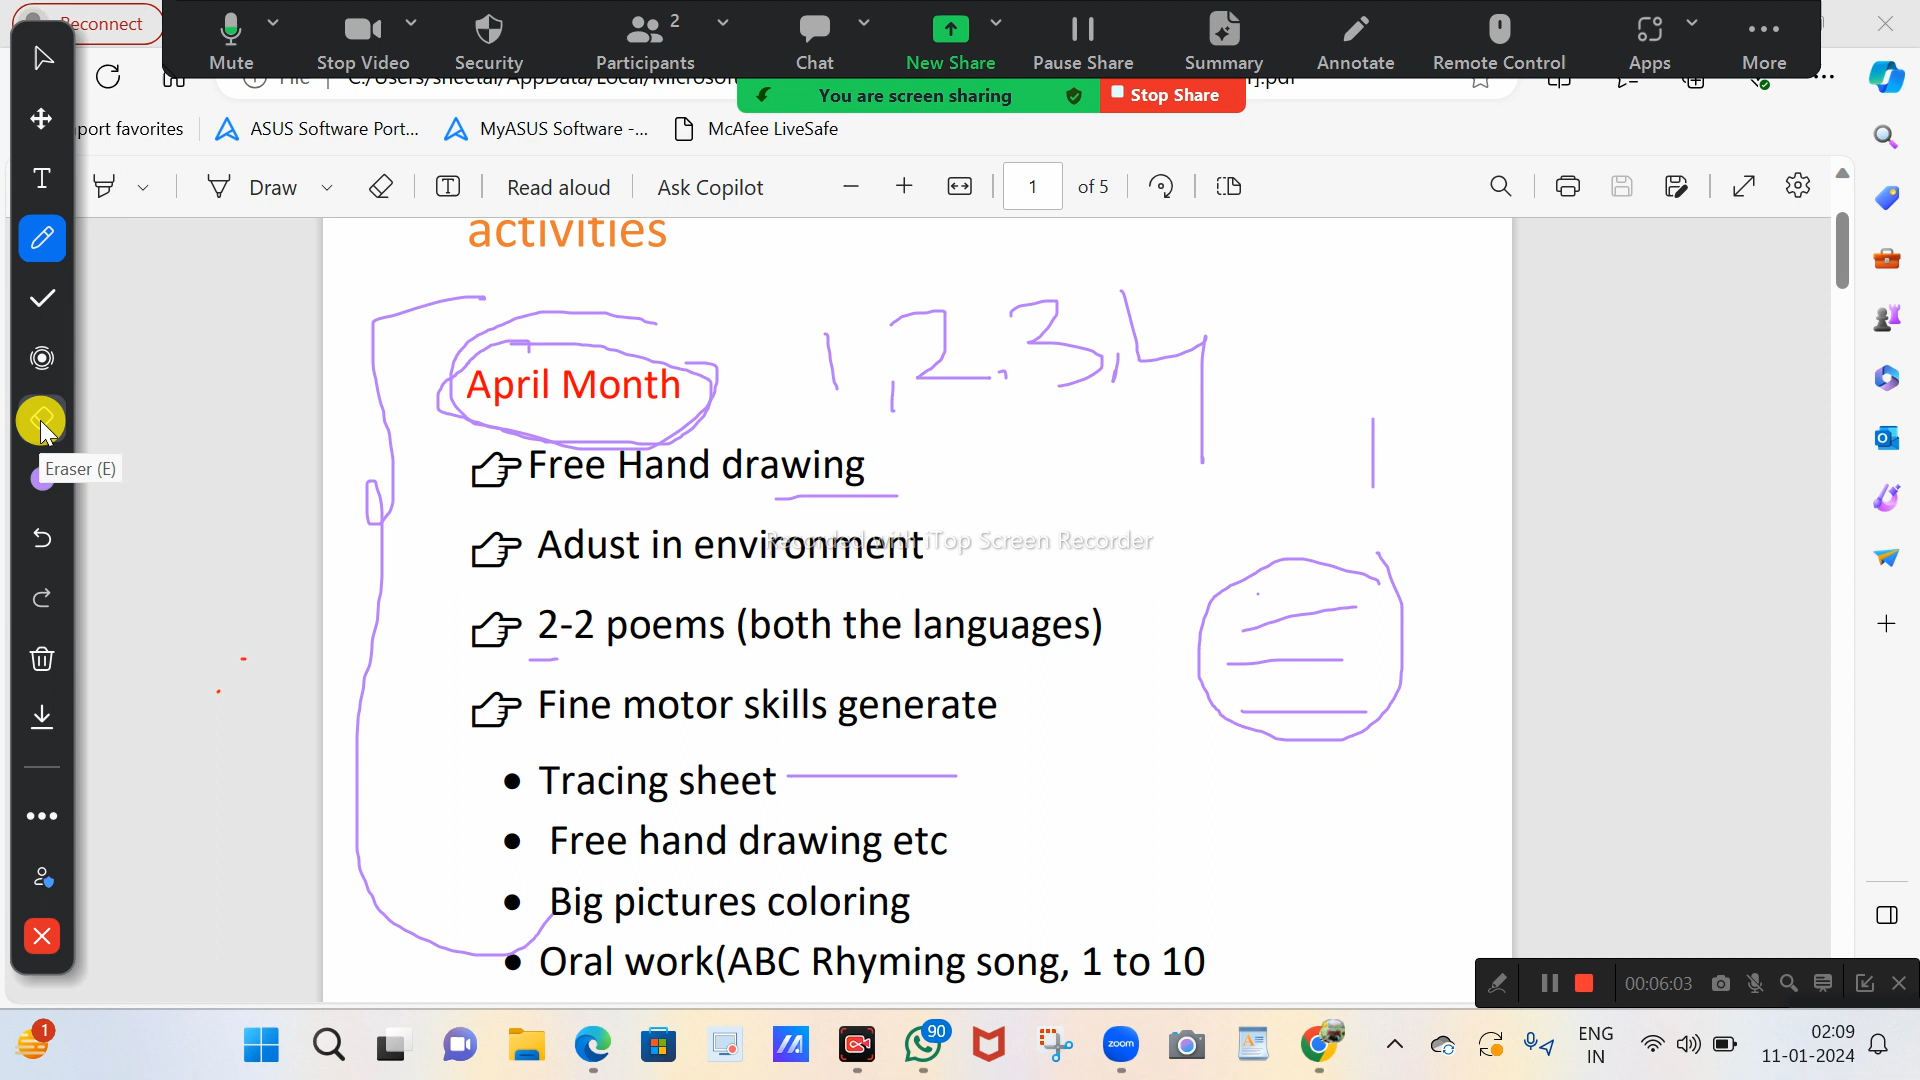 Reconnect
Mute
Stop Video
Security
Participants
2
Chat
New Share
Pause Share
Summary
Annotate
Remote Control
Apps
More
You are screen sharing
Stop Share
port favorites
ASUS Software Port...
MyASUS Software -...
McAfee LiveSafe
Draw
Read aloud
Ask Copilot
1
of 5
activities
April Month
1, 2, 3, 4
1
Free Hand drawing
Adust in environment
Recorded with iTop Screen Recorder
2-2 poems (both the languages)
Fine motor skills generate
• Tracing sheet
• Free hand drawing etc
• Big pictures coloring
• Oral work(ABC Rhyming song, 1 to 10
T
Eraser (E)
00:06:03
1
90
zoom
ENG
IN
02:09
11-01-2024